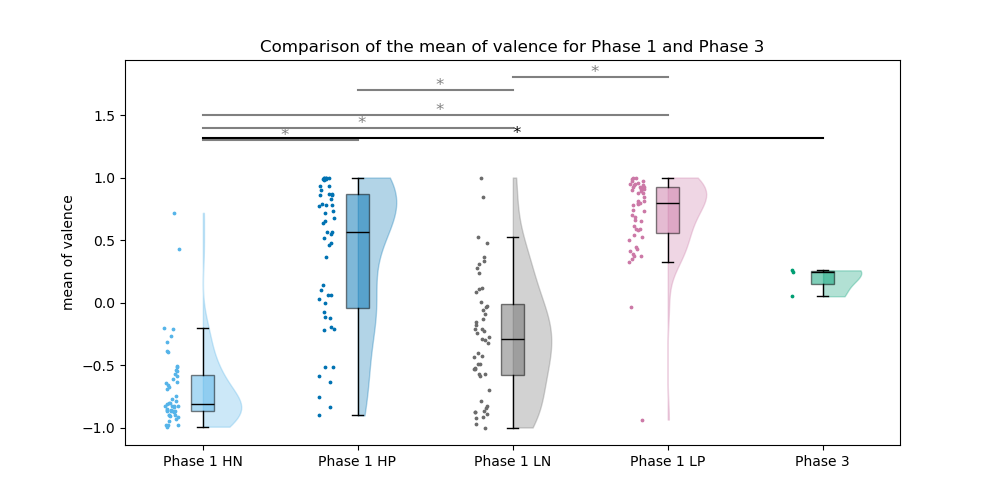 Comparison of the mean of valence for Phase 1 and Phase 3
mean of valence
1.5
1.0
0.5
0.0
−0.5
−1.0
*
*
*
*
*
*
Phase 1 HN
Phase 1 HP
Phase 1 LN
Phase 1 LP
Phase 3